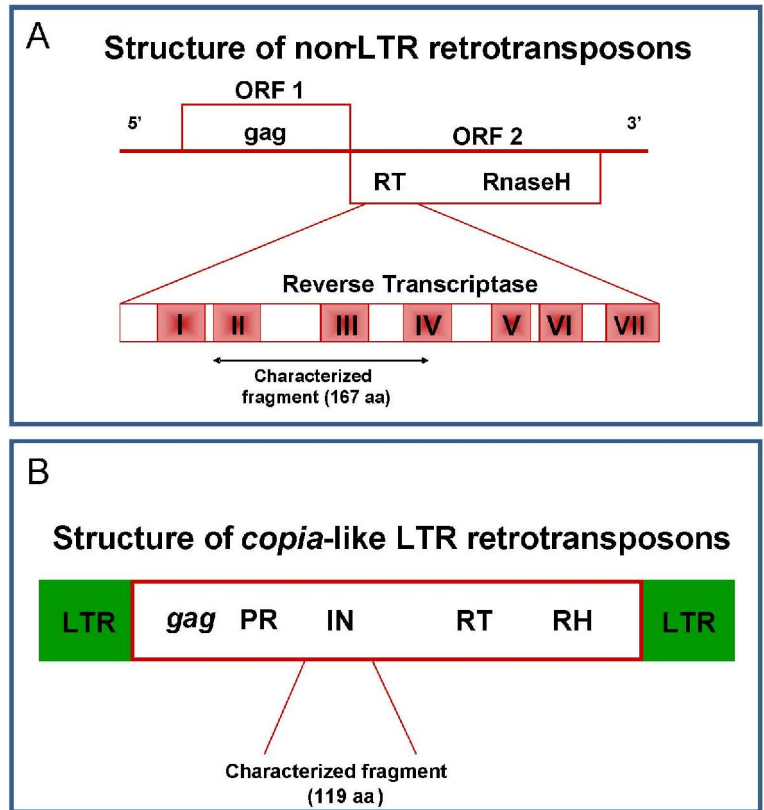 A
Structure of non-LTR retrotransposons
ORF 1
5'
gag
ORF 2
3'
RT
RnaseH
Reverse Transcriptase
I II III IV V VI VII
Characterized
fragment (167 aa)
B
Structure of copia-like LTR retrotransposons
LTR gag PR IN RT RH LTR
Characterized fragment
(119 aa)